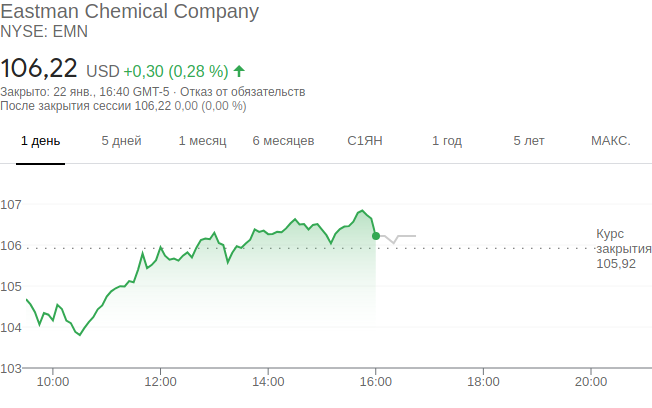 Eastman Chemical Company
NYSE: EMN
106,22 USD +0,30 (0,28 %)
Закрыто: 22 янв., 16:40 GMT-5 · Отказ от обязательств
После закрытия сессии 106,22 0,00 (0,00 %)
1 день 5 дней 1 месяц 6 месяцев С1ЯН 1 год 5 лет МАКС.
107
106
105
104
103
Курс
закрытия
105,92
10:00 12:00 14:00 16:00 18:00 20:00